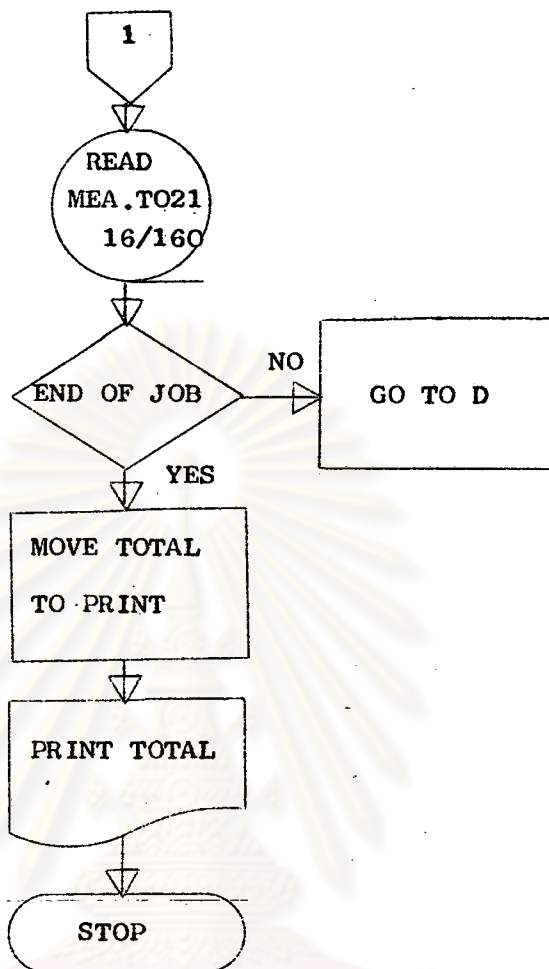 1
READ
MEA.TO21
16/160
END OF JOB
NO
GO TO D
YES
MOVE TOTAL
TO PRINT
PRINT TOTAL
STOP